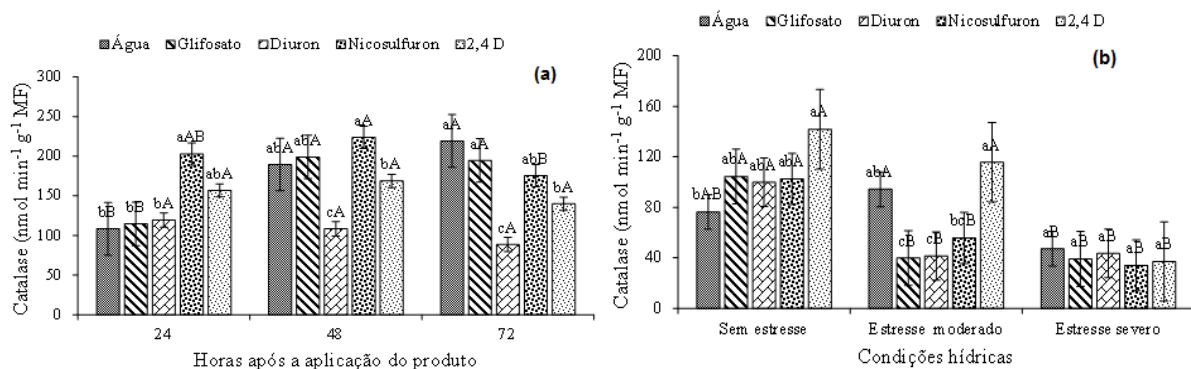 Água Glifosato Diuron Nicosulfuron 2,4 D
(a)
Catalase (nmol min-1 g-1 MF)
300
250
200
150
100
50
0
bB bB bA aAB abA
abA abA cA aA bA
aA abA cA abB bA
24 48 72
Horas após a aplicação do produto
Água Glifosato Diuron Nicosulfuron 2,4 D
(b)
Catalase (nmol min-1 g-1 MF)
200
160
120
80
40
0
bAB abA abA abA aA
abA cB cB bcB aA
aB aB aB aB aB
Sem estresse Estresse moderado Estresse severo
Condições hídricas